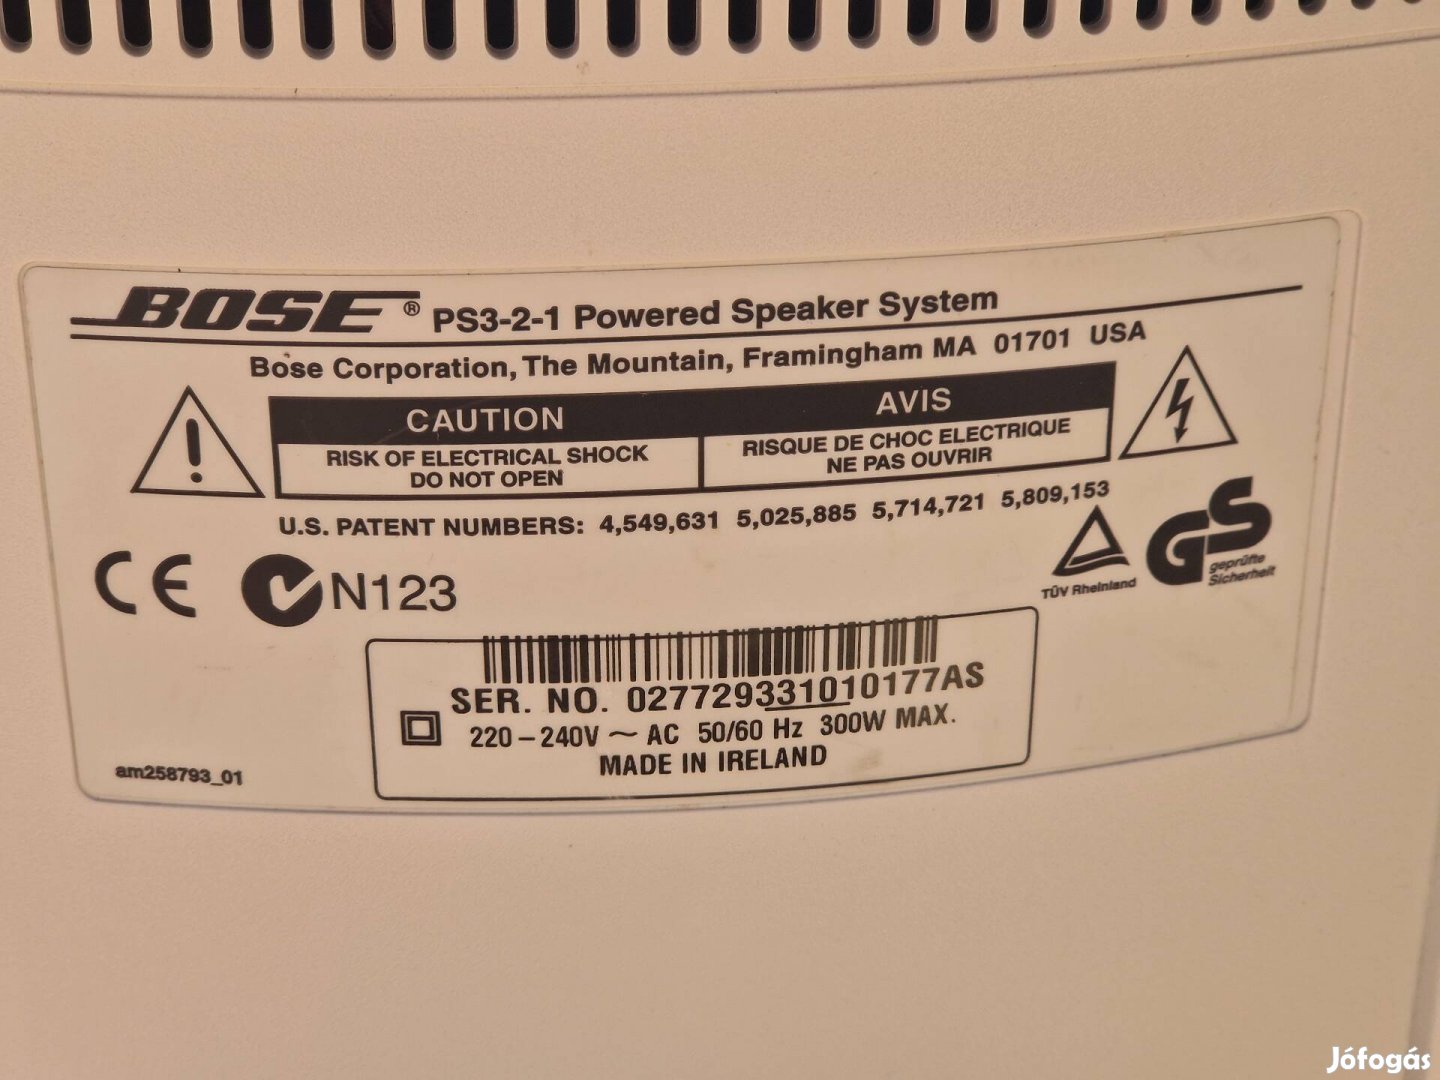 BOSE® PS3-2-1 Powered Speaker System
Bose Corporation, The Mountain, Framingham MA 01701 USA
CAUTION
RISK OF ELECTRICAL SHOCK
DO NOT OPEN
AVIS
RISQUE DE CHOC ELECTRIQUE
NE PAS OUVRIR
U.S. PATENT NUMBERS: 4,549,631 5,025,885 5,714,721 5,809,153
CE N123
TÜV Rheinland
GS
geprüfte
Sicherheit
SER. NO. 027729331010177AS
220-240V ~ AC 50/60 Hz 300W MAX.
MADE IN IRELAND
am258793_01
Jófogás